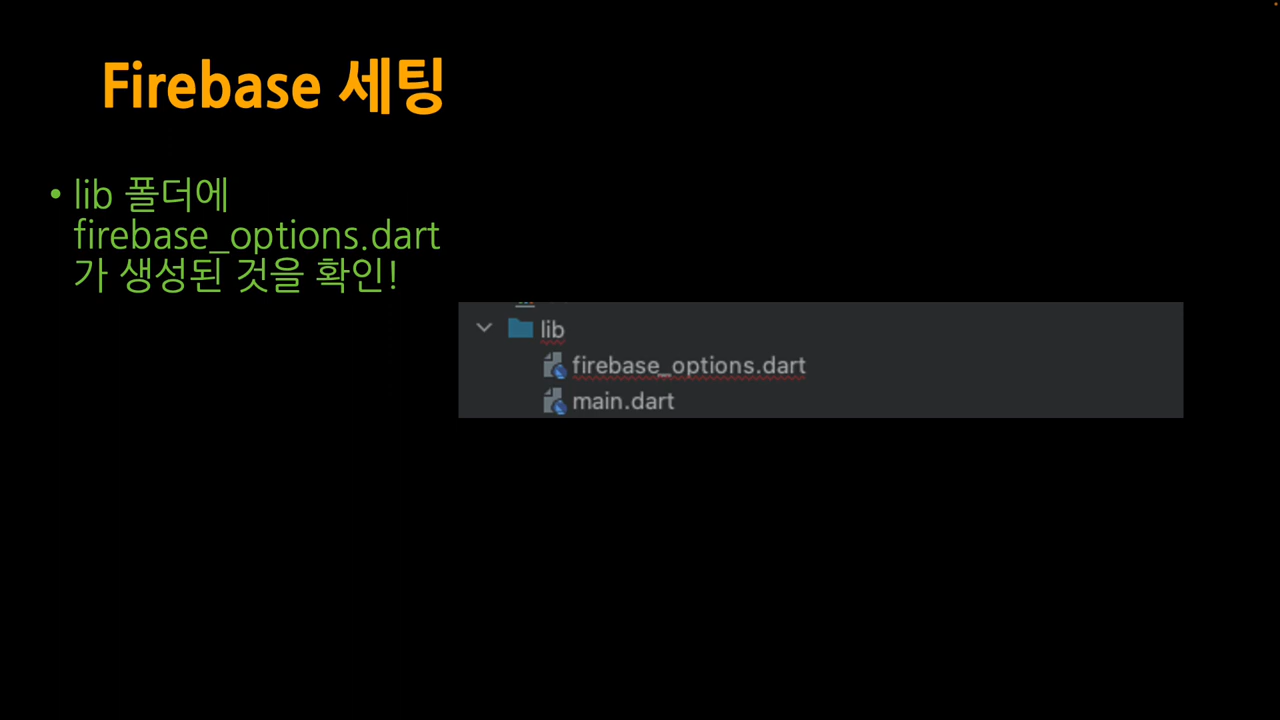 Firebase 세팅
• lib 폴더에
firebase_options.dart
가 생성된 것을 확인!
lib
firebase_options.dart
main.dart